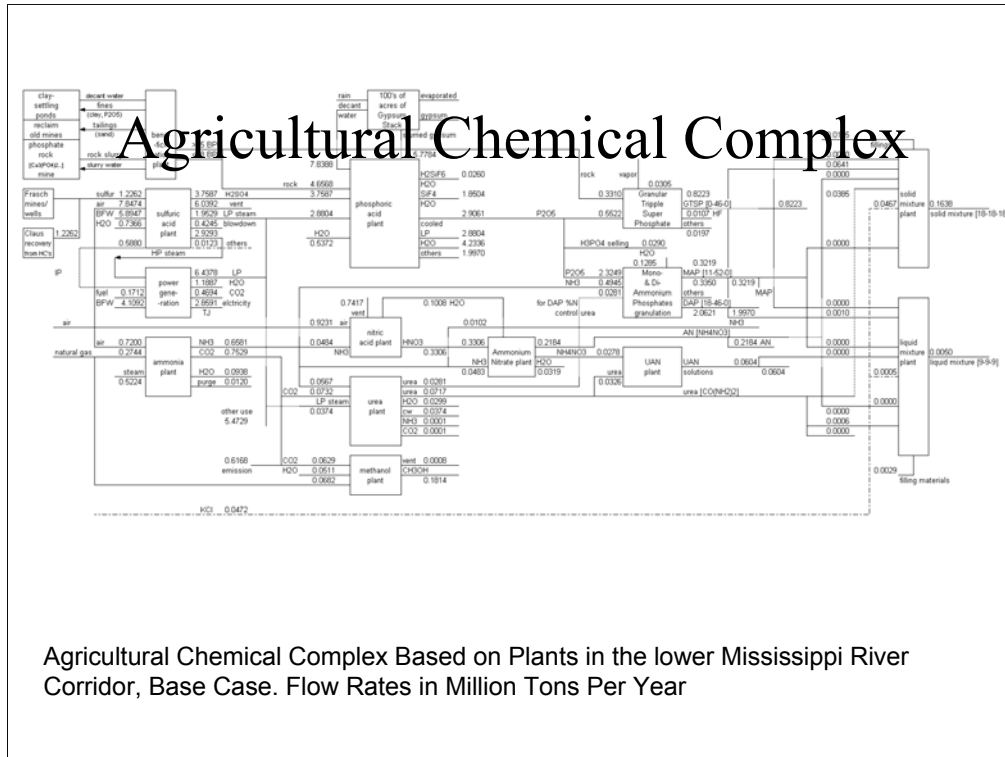 Agricultural Chemical Complex
clay-
settling
ponds
reclaim
old mines
phosphate
rock
mine
decant water
fines
(clay, P2O5)
tailings
(sand)
rock slurry
slurry water
rain
decant
water
100's of
acres of
Gypsum
Stack
evaporated
gypsum
Frasch
mines/
wells
Claus
recovery
from HC's
1.2262
sulfur 1.2262
air 7.8474
BFW 5.8947
H2O 0.7366
0.5880
sulfuric
acid
plant
3.7587 H2SO4
6.0392 vent
0.4245 blowdown
1.9529 LP steam
2.9293
0.0123 others
HP steam
IP
fuel 0.1712
BFW 4.1092
power
gene-
ration
6.4378 LP
1.1887 H2O
0.4694 CO2
2.8591 elctricity
TJ
air
natural gas
air 0.7200
0.2744
steam
0.5224
ammonia
plant
NH3 0.6581
CO2 0.7529
H2O 0.0938
purge 0.0120
other use
5.4729
0.6168
emission
7.8388
rock 4.6568
3.7587
2.8804
H2O
0.5372
phosphoric
acid
plant
5.7784
H2SiF6 0.0260
H2O
SiF4 1.8504
2.9061
cooled
LP 2.8804
H2O 4.2336
others 1.9970
0.7417
vent
0.9231 air
0.0484
NH3
nitric
acid plant
0.1008 H2O
0.0102
HNO3
0.3306
0.3306
NH3
0.0483
Ammonium
Nitrate plant
0.2184
NH4NO3 0.0278
H2O
0.0319
0.0567
CO2 0.0732
LP steam
0.0374
urea
plant
urea 0.0281
urea 0.0717
H2O 0.0299
cw 0.0374
NH3 0.0001
CO2 0.0001
CO2 0.0629
H2O 0.0511
0.0682
methanol
plant
vent 0.0008
CH3OH
0.1814
KCl 0.0472
rock
vapor
0.0305
0.3310
P2O5 0.5522
Granular
Tripple
Super
Phosphate
0.8223
GTSP [0-46-0]
0.0107 HF
others
0.0197
0.8223
H3PO4 selling 0.0290
H2O
0.1285
P2O5 2.3249
NH3 0.4945
0.0281
Mono-
& Di-
Ammonium
Phosphates
granulation
0.3219
MAP [11-52-0]
0.3350 0.3219
others MAP
DAP [18-46-0]
2.0621 1.9970
NH3
for DAP %N
control urea
AN [NH4NO3]
0.2184 AN
urea
0.0326
UAN
plant
UAN 0.0604
solutions 0.0604
urea [CO(NH2)2]
filling
0.0641
0.0385
0.0467
0.0000
solid
mixture
plant
0.1638
solid mixture [18-18-18]
0.0000
0.0010
0.0000
0.0005
0.0000
0.0000
0.0006
0.0000
liquid
mixture
plant
0.0050
liquid mixture [9-9-9]
0.0029
filling materials
Agricultural Chemical Complex Based on Plants in the lower Mississippi River
Corridor, Base Case. Flow Rates in Million Tons Per Year